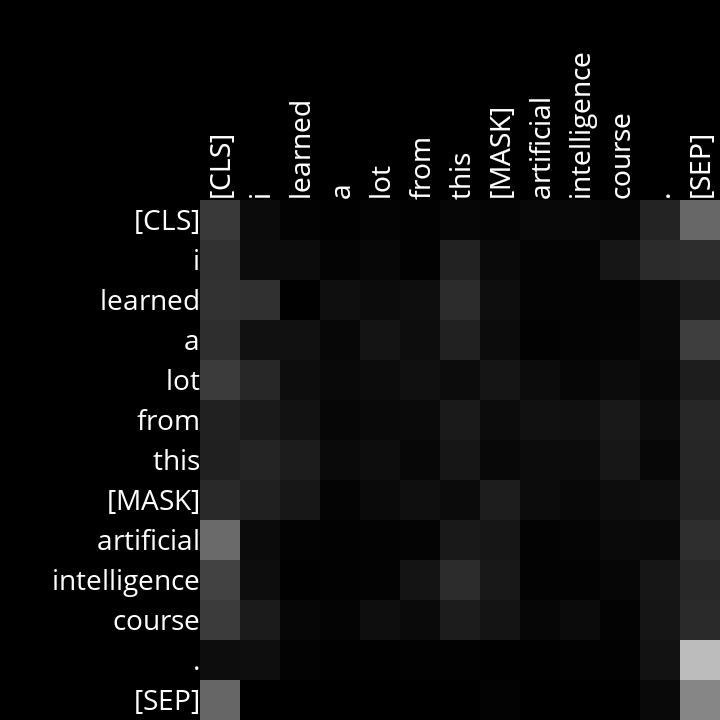 [CLS]
i
learned
a
lot
from
this
[MASK]
artificial
intelligence
course
.
[SEP]
[CLS]
i
learned
a
lot
from
this
[MASK]
artificial
intelligence
course
.
[SEP]